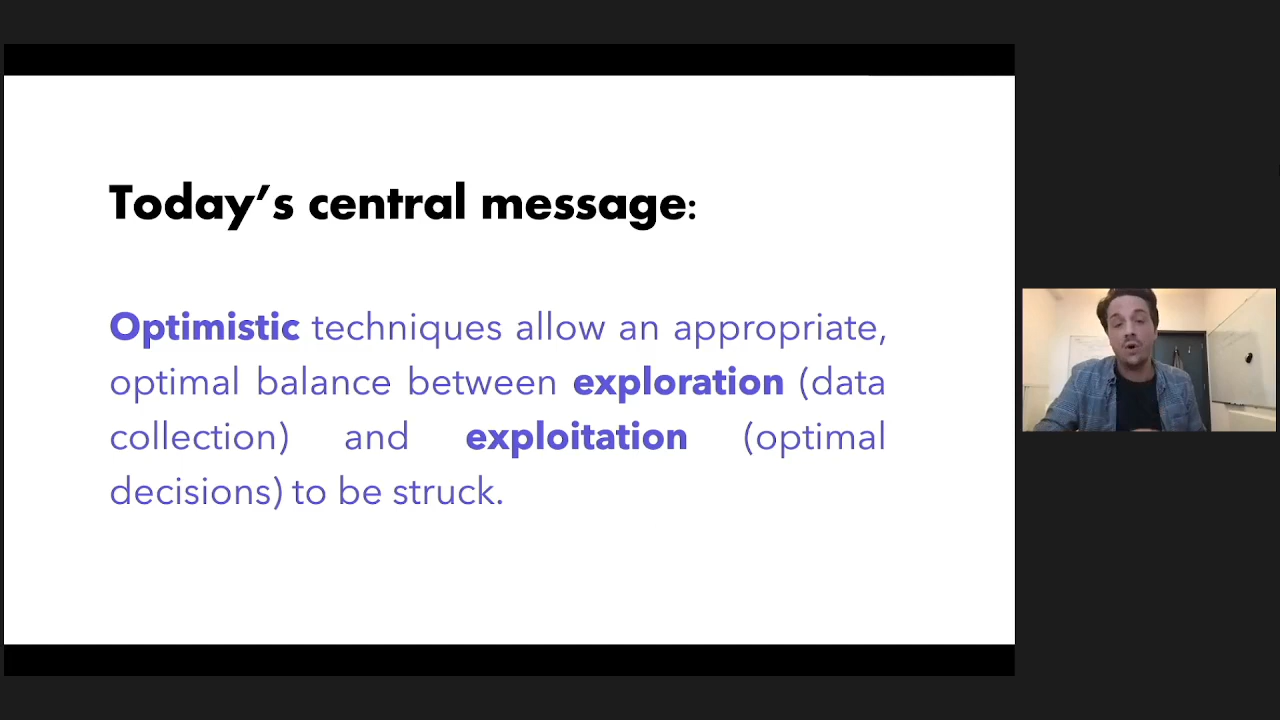 Today’s central message:
Optimistic techniques allow an appropriate,
optimal balance between exploration (data
collection) and exploitation (optimal
decisions) to be struck.